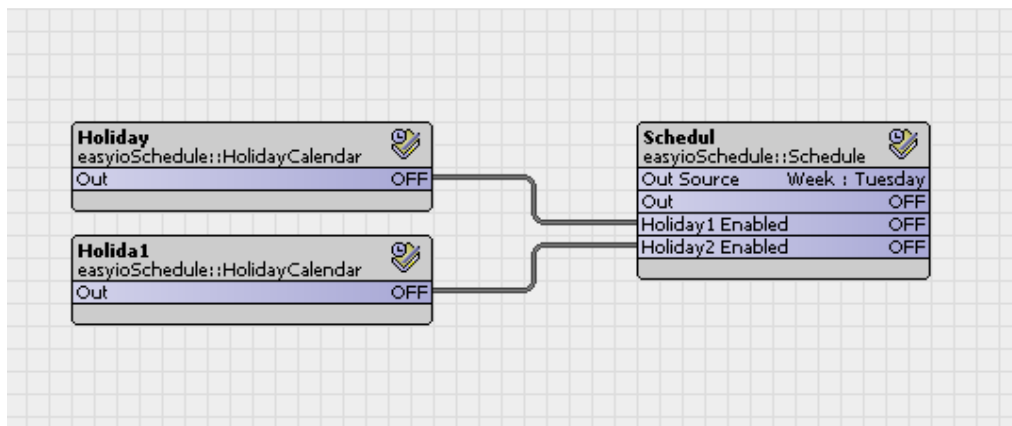 Holiday
easyioSchedule::HolidayCalendar
Out OFF
Holida1
easyioSchedule::HolidayCalendar
Out OFF
Schedul
easyioSchedule::Schedule
Out Source Week : Tuesday
Out OFF
Holiday1 Enabled OFF
Holiday2 Enabled OFF